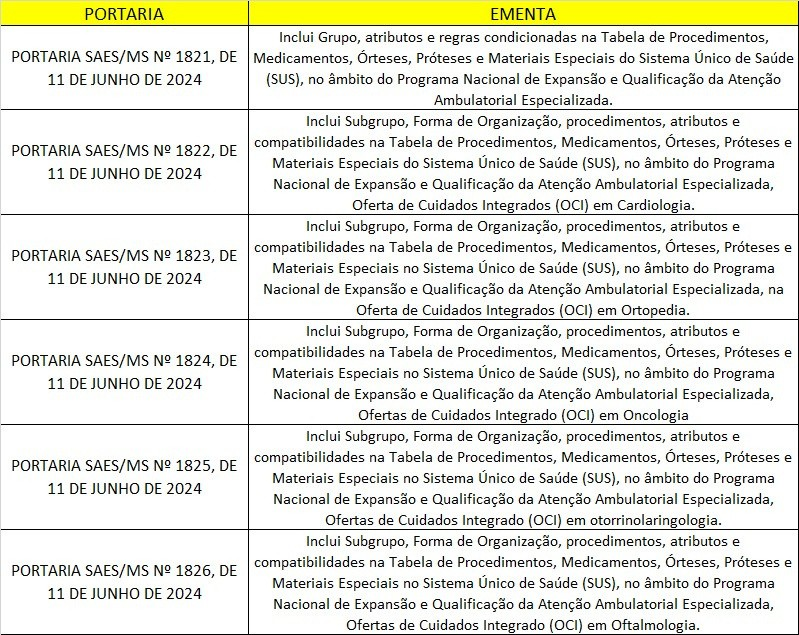 PORTARIA
EMENTA
PORTARIA SAES/MS Nº 1821, DE
11 DE JUNHO DE 2024
Inclui Grupo, atributos e regras condicionadas na Tabela de Procedimentos,
Medicamentos, Órteses, Próteses e Materiais Especiais do Sistema Único de Saúde
(SUS), no âmbito do Programa Nacional de Expansão e Qualificação da Atenção
Ambulatorial Especializada.
PORTARIA SAES/MS Nº 1822, DE
11 DE JUNHO DE 2024
Inclui Subgrupo, Forma de Organização, procedimentos, atributos e
compatibilidades na Tabela de Procedimentos, Medicamentos, Órteses, Próteses e
Materiais Especiais do Sistema Único de Saúde (SUS), no âmbito do Programa
Nacional de Expansão e Qualificação da Atenção Ambulatorial Especializada,
Oferta de Cuidados Integrados (OCI) em Cardiologia.
PORTARIA SAES/MS Nº 1823, DE
11 DE JUNHO DE 2024
Inclui Subgrupo, Forma de Organização, procedimentos, atributos e
compatibilidades na Tabela de Procedimentos, Medicamentos, Órteses, Próteses e
Materiais Especiais no Sistema Único de Saúde (SUS), no âmbito do Programa
Nacional de Expansão e Qualificação da Atenção Ambulatorial Especializada, na
Oferta de Cuidados Integrados (OCI) em Ortopedia.
PORTARIA SAES/MS Nº 1824, DE
11 DE JUNHO DE 2024
Inclui Subgrupo, Forma de Organização, procedimentos, atributos e
compatibilidades na Tabela de Procedimentos, Medicamentos, Órteses, Próteses e
Materiais Especiais no Sistema Único de Saúde (SUS), no âmbito do Programa
Nacional de Expansão e Qualificação da Atenção Ambulatorial Especializada,
Ofertas de Cuidados Integrado (OCI) em Oncologia
PORTARIA SAES/MS Nº 1825, DE
11 DE JUNHO DE 2024
Inclui Subgrupo, Forma de Organização, procedimentos, atributos e
compatibilidades na Tabela de Procedimentos, Medicamentos, Órteses, Próteses e
Materiais Especiais no Sistema Único de Saúde (SUS), no âmbito do Programa
Nacional de Expansão e Qualificação da Atenção Ambulatorial Especializada,
Ofertas de Cuidados Integrado (OCI) em otorrinolaringologia.
PORTARIA SAES/MS Nº 1826, DE
11 DE JUNHO DE 2024
Inclui Subgrupo, Forma de Organização, procedimentos, atributos e
compatibilidades na Tabela de Procedimentos, Medicamentos, Órteses, Próteses e
Materiais Especiais no Sistema Único de Saúde (SUS), no âmbito do Programa
Nacional de Expansão e Qualificação da Atenção Ambulatorial Especializada,
Ofertas de Cuidados Integrado (OCI) em Oftalmologia.